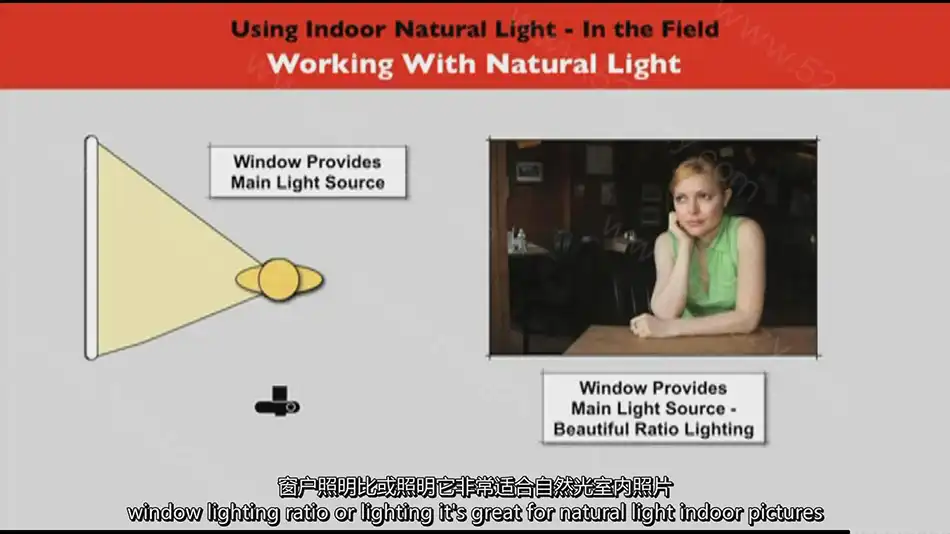 Using Indoor Natural Light - In the Field
Working With Natural Light
Window Provides
Main Light Source
Window Provides
Main Light Source -
Beautiful Ratio Lighting
窗户照明比或照明它非常适合自然光室内照片
window lighting ratio or lighting it's great for natural light indoor pictures